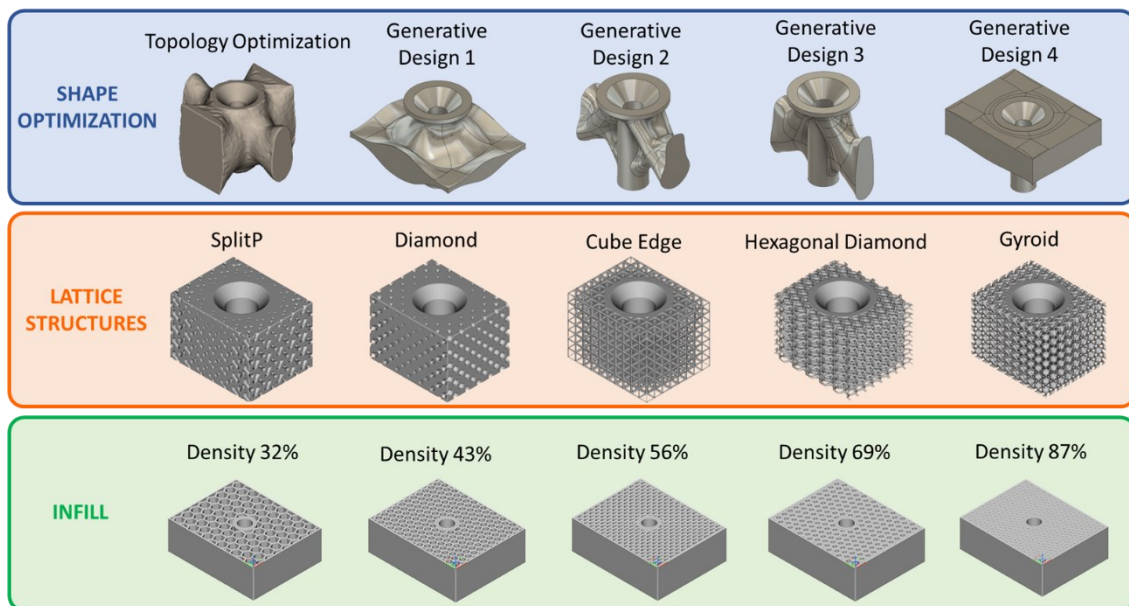 Topology Optimization
Generative
Design 1
Generative
Design 2
Generative
Design 3
Generative
Design 4
SHAPE
OPTIMIZATION
SplitP
Diamond
Cube Edge
Hexagonal Diamond
Gyroid
LATTICE
STRUCTURES
Density 32%
Density 43%
Density 56%
Density 69%
Density 87%
INFILL